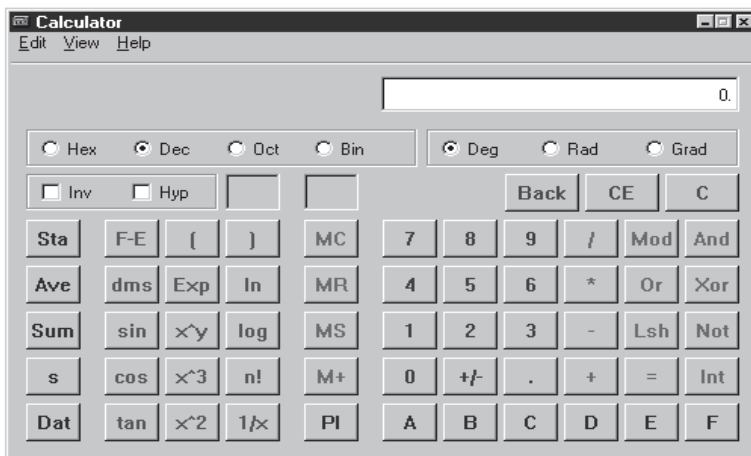 Calculator
Edit View Help
0.
Hex Dec Oct Bin Deg Rad Grad
Inv Hyp Back CE C
Sta F-E ( ) MC 7 8 9 / Mod And
Ave dms Exp ln MR 4 5 6 * Or Xor
Sum sin x^y log MS 1 2 3 - Lsh Not
s cos x^3 n! M+ 0 +/- . + = Int
Dat tan x^2 1/x PI A B C D E F